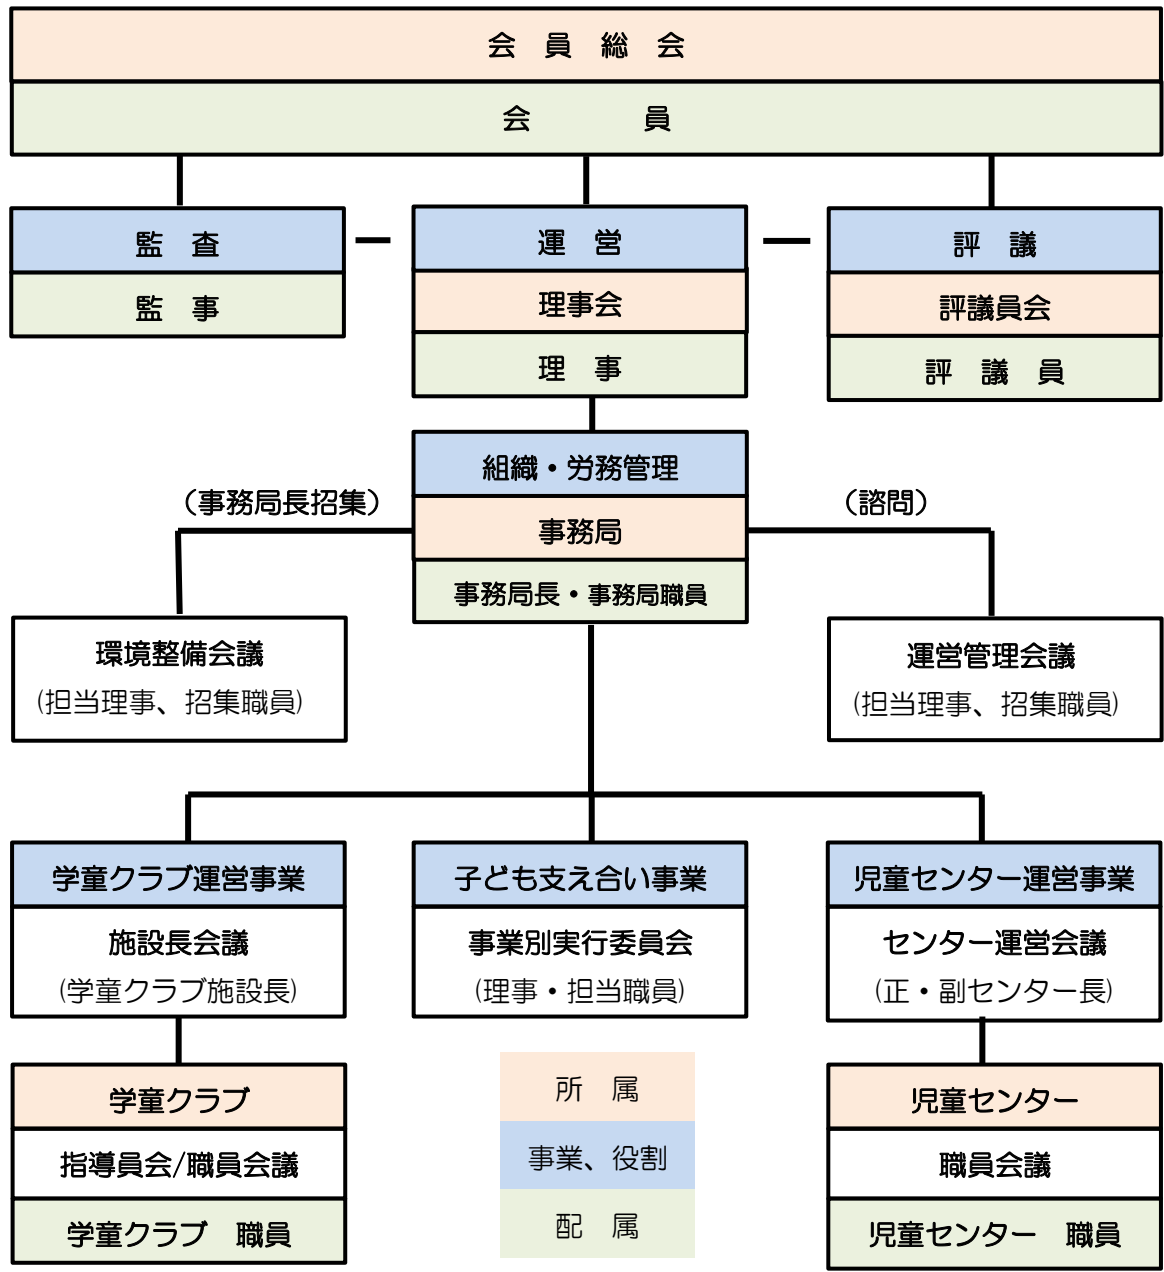 会　員　総　会
会　　　　員
監　査
監　事
運　営
理事会
理　事
評　議
評議員会
評　議　員
組織・労務管理
事務局
事務局長・事務局職員
（事務局長招集）
（諮問）
環境整備会議
(担当理事、招集職員)
運営管理会議
(担当理事、招集職員)
学童クラブ運営事業
施設長会議
(学童クラブ施設長)
子ども支え合い事業
事業別実行委員会
(理事・担当職員)
児童センター運営事業
センター運営会議
(正・副センター長)
学童クラブ
指導員会/職員会議
学童クラブ　職員
所　属
事業、役割
配　属
児童センター
職員会議
児童センター　職員